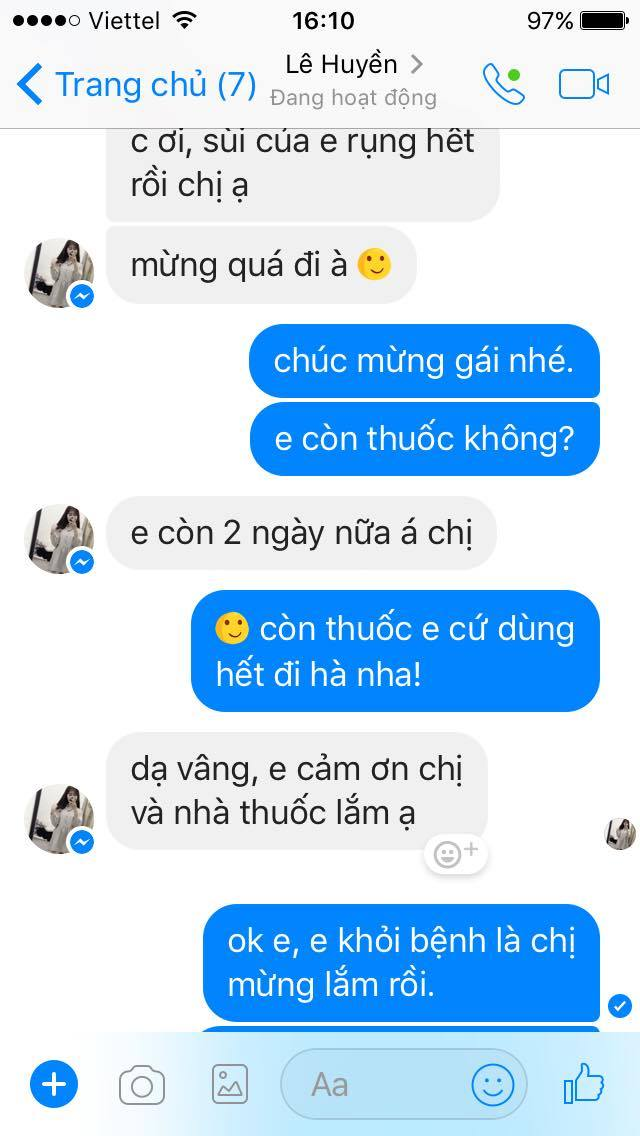 Viettel 16:10 97%
Trang chủ (7) Lê Huyền
Đang hoạt động
c ơi, sùi của e rụng hết
rồi chị ạ
mừng quá đi à
chúc mừng gái nhé.
e còn thuốc không?
e còn 2 ngày nữa á chị
còn thuốc e cứ dùng
hết đi hà nha!
dạ vâng, e cảm ơn chị
và nhà thuốc lắm ạ
ok e, e khỏi bệnh là chị
mừng lắm rồi.
Aa